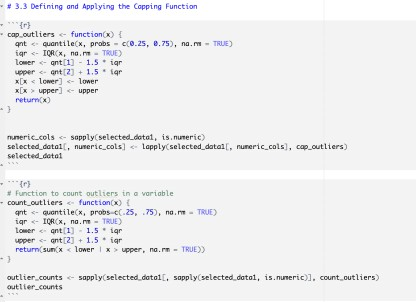 # 3.3 Defining and Applying the Capping Function
```{r}
cap_outliers <- function(x) {
qnt <- quantile(x, probs = c(0.25, 0.75), na.rm = TRUE)
iqr <- IQR(x, na.rm = TRUE)
lower <- qnt[1] - 1.5 * iqr
upper <- qnt[2] + 1.5 * iqr
x[x < lower] <- lower
x[x > upper] <- upper
return(x)
}
numeric_cols <- sapply(selected_data1, is.numeric)
selected_data1[, numeric_cols] <- lapply(selected_data1[, numeric_cols], cap_outliers)
selected_data1
```
```{r}
# Function to count outliers in a variable
count_outliers <- function(x) {
qnt <- quantile(x, probs=c(.25, .75), na.rm = TRUE)
iqr <- IQR(x, na.rm = TRUE)
lower <- qnt[1] - 1.5 * iqr
upper <- qnt[2] + 1.5 * iqr
return(sum(x < lower | x > upper, na.rm = TRUE))
}
outlier_counts <- sapply(selected_data1[, sapply(selected_data1, is.numeric)], count_outliers)
outlier_counts
```